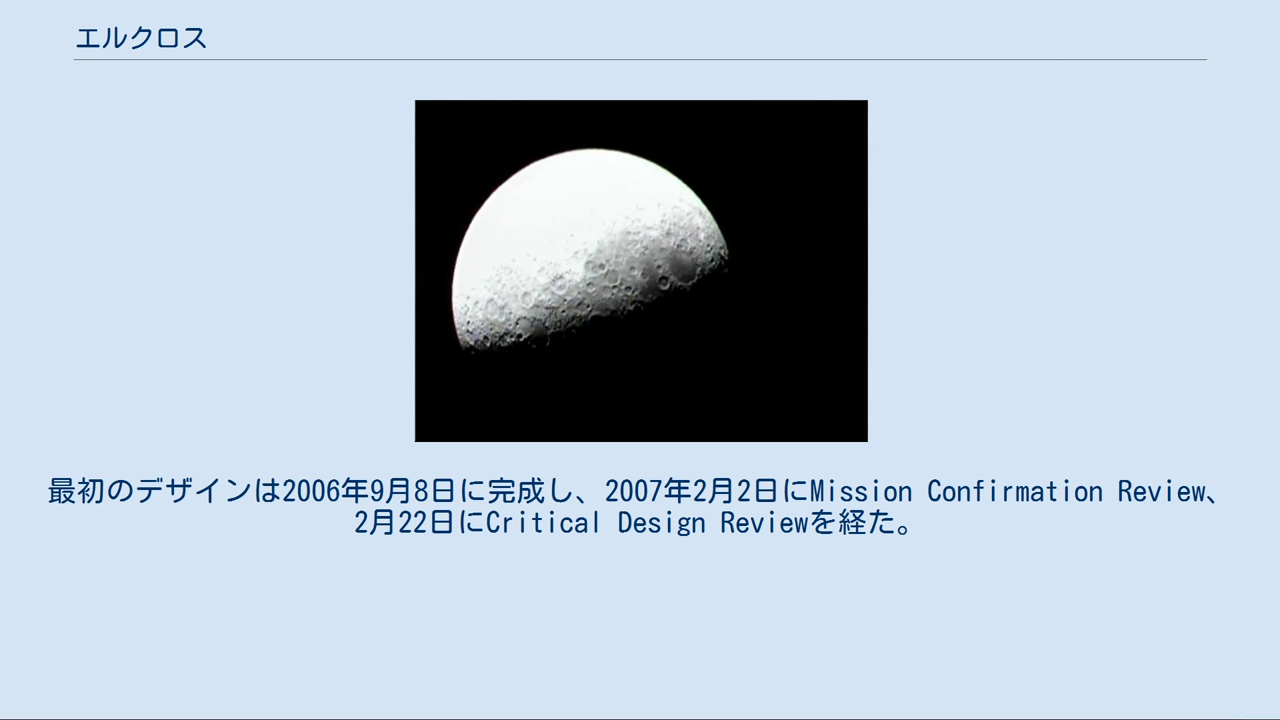 エルクロス
最初のデザインは2006年9月8日に完成し、2007年2月2日にMission Confirmation Review、
2月22日にCritical Design Reviewを経た。